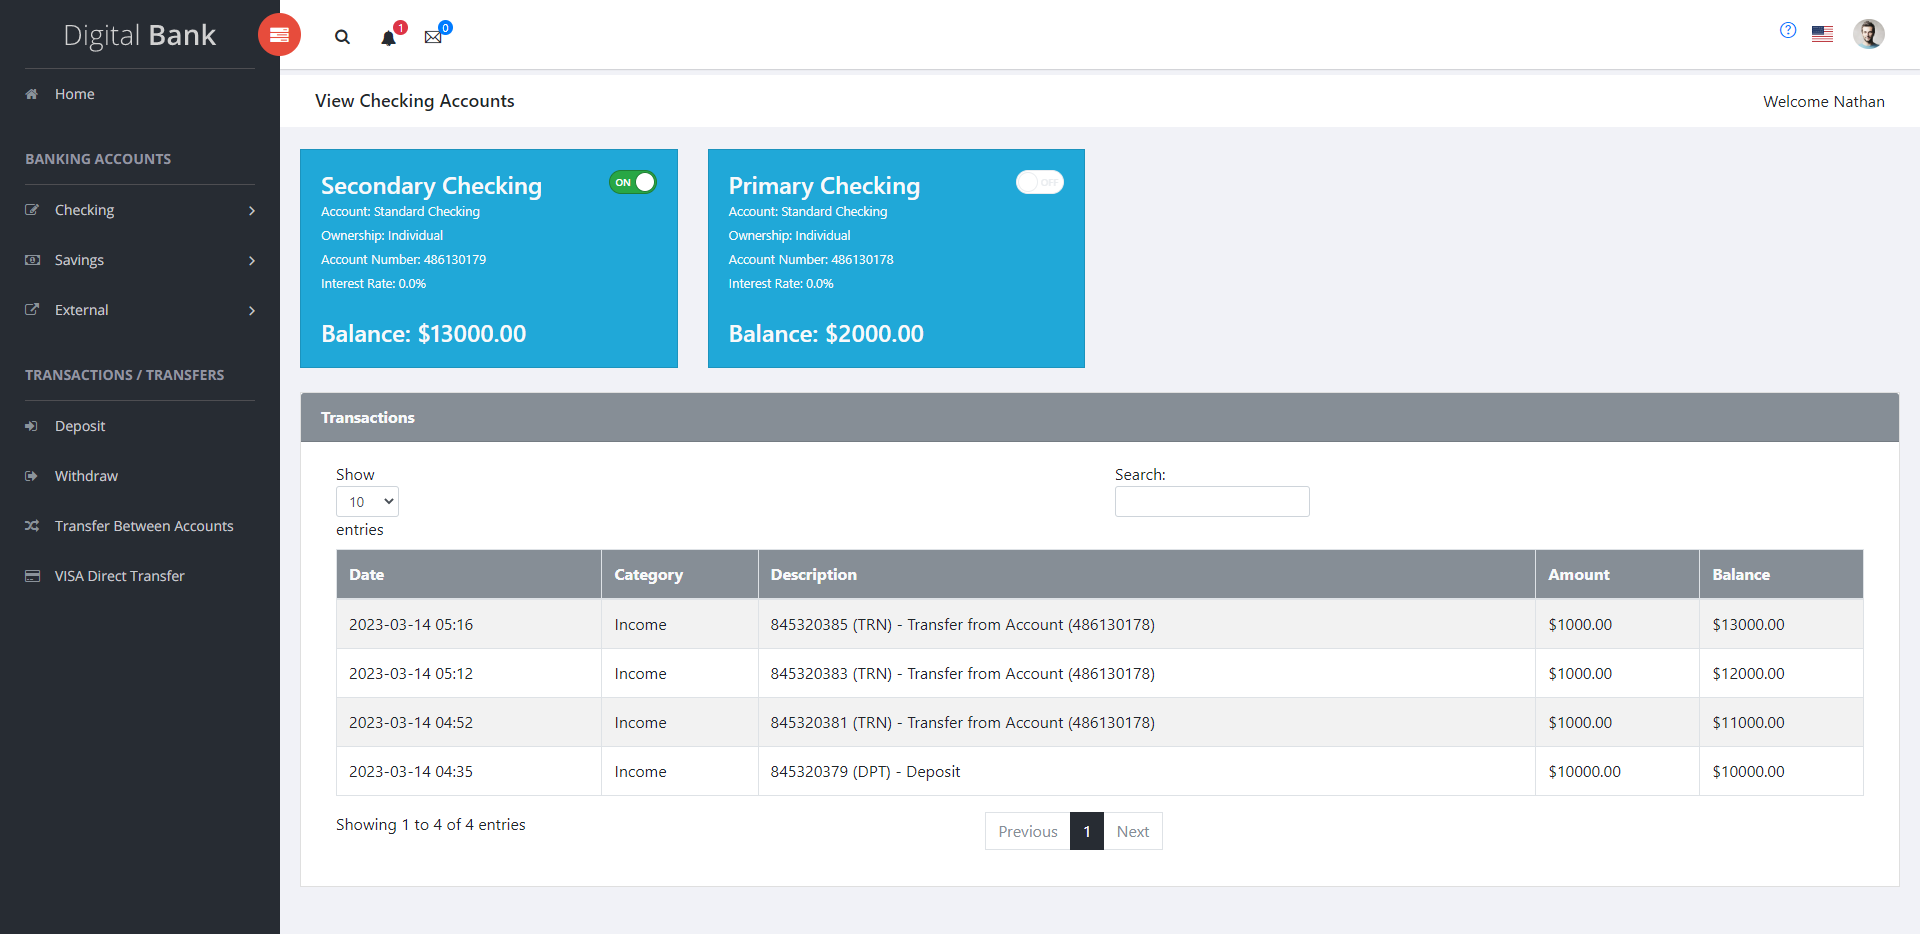 Digital Bank
1
0
Home
View Checking Accounts
Welcome Nathan
BANKING ACCOUNTS
Checking
Savings
External
TRANSACTIONS / TRANSFERS
Deposit
Withdraw
Transfer Between Accounts
VISA Direct Transfer
Secondary Checking
ON
Account: Standard Checking
Ownership: Individual
Account Number: 486130179
Interest Rate: 0.0%
Balance: $13000.00
Primary Checking
OFF
Account: Standard Checking
Ownership: Individual
Account Number: 486130178
Interest Rate: 0.0%
Balance: $2000.00
Transactions
Show
10
entries
Search:
Date Category Description Amount Balance
2023-03-14 05:16 Income 845320385 (TRN) - Transfer from Account (486130178) $1000.00 $13000.00
2023-03-14 05:12 Income 845320383 (TRN) - Transfer from Account (486130178) $1000.00 $12000.00
2023-03-14 04:52 Income 845320381 (TRN) - Transfer from Account (486130178) $1000.00 $11000.00
2023-03-14 04:35 Income 845320379 (DPT) - Deposit $10000.00 $10000.00
Showing 1 to 4 of 4 entries
Previous 1 Next